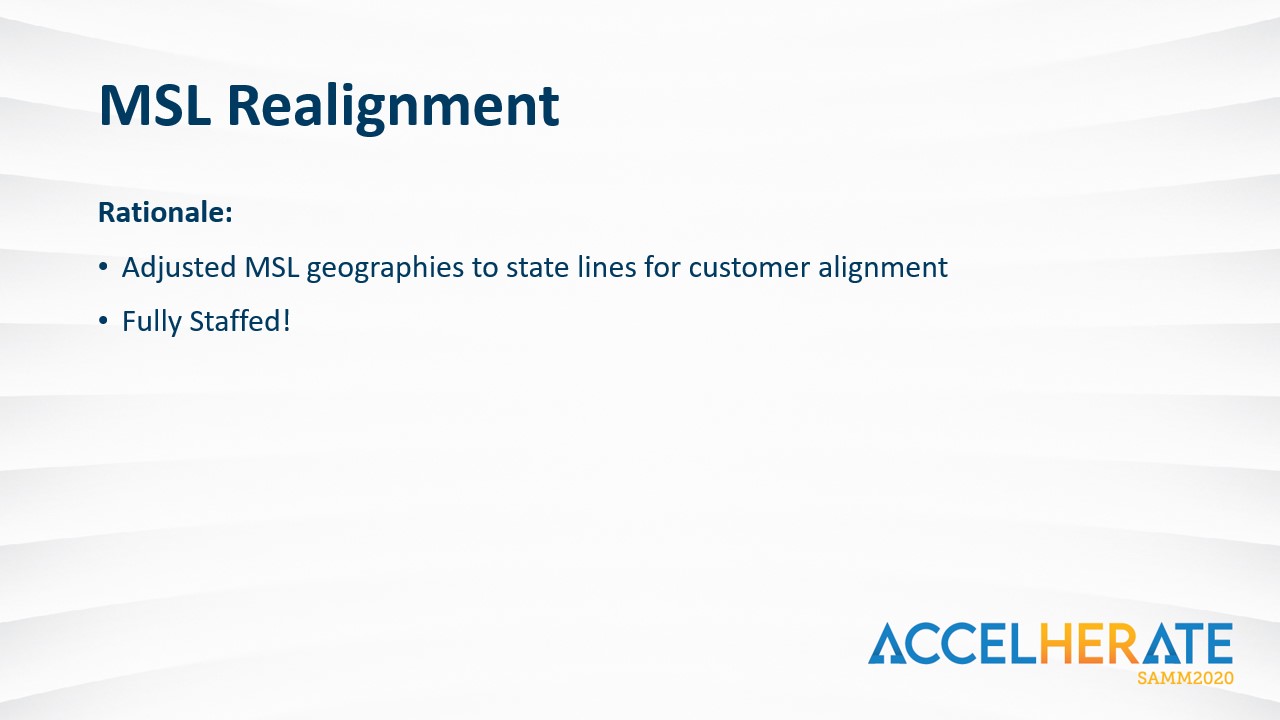 MSL Realignment
Rationale:
• Adjusted MSL geographies to state lines for customer alignment
• Fully Staffed!
ACCELHERATE
SAMM2020